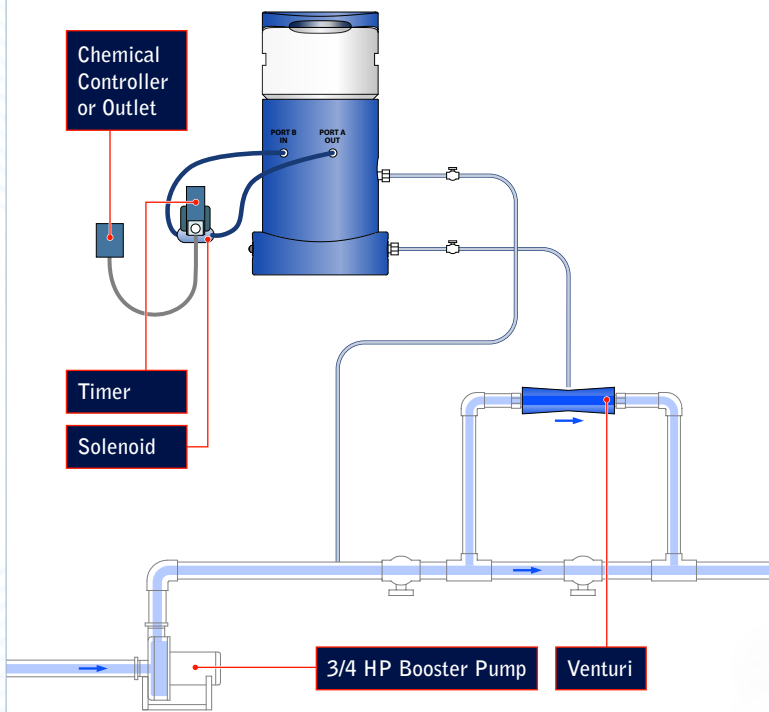 Chemical
Controller
or Outlet
PORT B
IN
PORT A
OUT
Timer
Solenoid
3/4 HP Booster Pump
Venturi